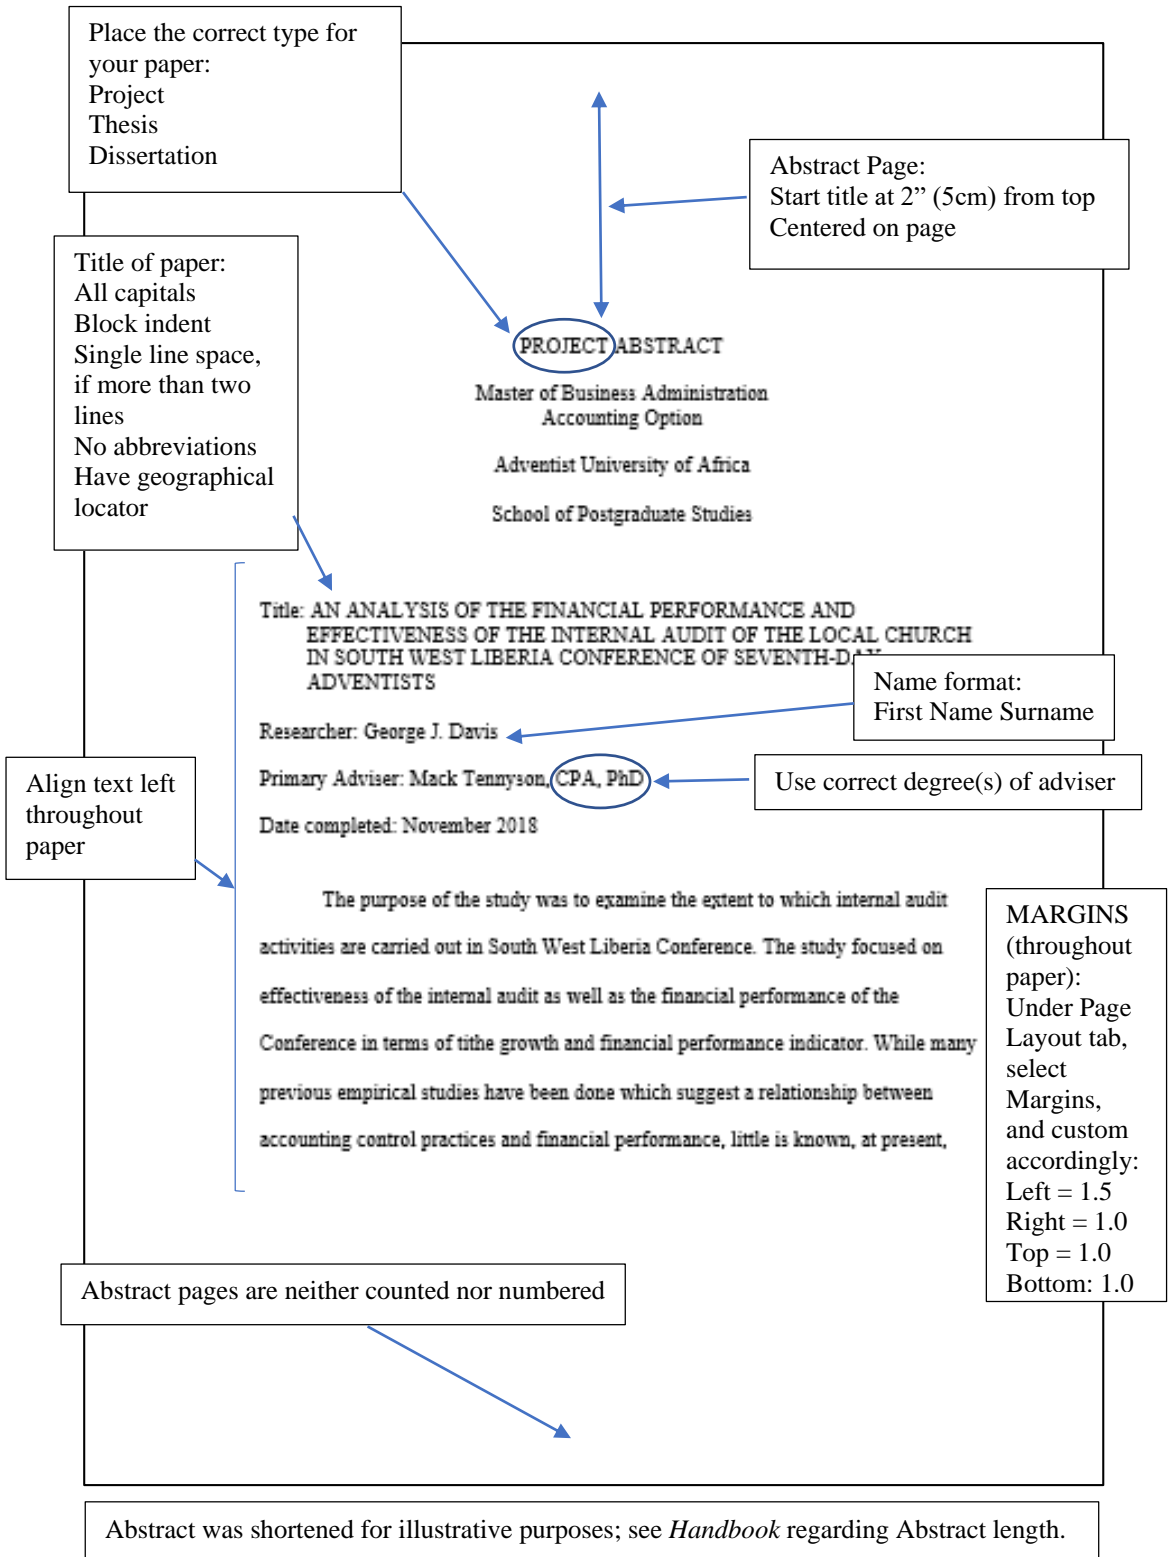 Place the correct type for
your paper:
Project
Thesis
Dissertation
Abstract Page:
Start title at 2” (5cm) from top
Centered on page
Title of paper:
All capitals
Block indent
Single line space,
if more than two
lines
No abbreviations
Have geographical
locator
PROJECT ABSTRACT
Master of Business Administration
Accounting Option
Adventist University of Africa
School of Postgraduate Studies
Title: AN ANALYSIS OF THE FINANCIAL PERFORMANCE AND
EFFECTIVENESS OF THE INTERNAL AUDIT OF THE LOCAL CHURCH
IN SOUTH WEST LIBERIA CONFERENCE OF SEVENTH-DAY
ADVENTISTS
Name format:
First Name Surname
Researcher: George J. Davis
Primary Adviser: Mack Tennyson, CPA, PhD
Use correct degree(s) of adviser
Date completed: November 2018
Align text left
throughout
paper
The purpose of the study was to examine the extent to which internal audit
activities are carried out in South West Liberia Conference. The study focused on
effectiveness of the internal audit as well as the financial performance of the
Conference in terms of tithe growth and financial performance indicator. While many
previous empirical studies have been done which suggest a relationship between
accounting control practices and financial performance, little is known, at present,
MARGINS
(throughout
paper):
Under Page
Layout tab,
select
Margins,
and custom
accordingly:
Left = 1.5
Right = 1.0
Top = 1.0
Bottom: 1.0
Abstract pages are neither counted nor numbered
Abstract was shortened for illustrative purposes; see Handbook regarding Abstract length.